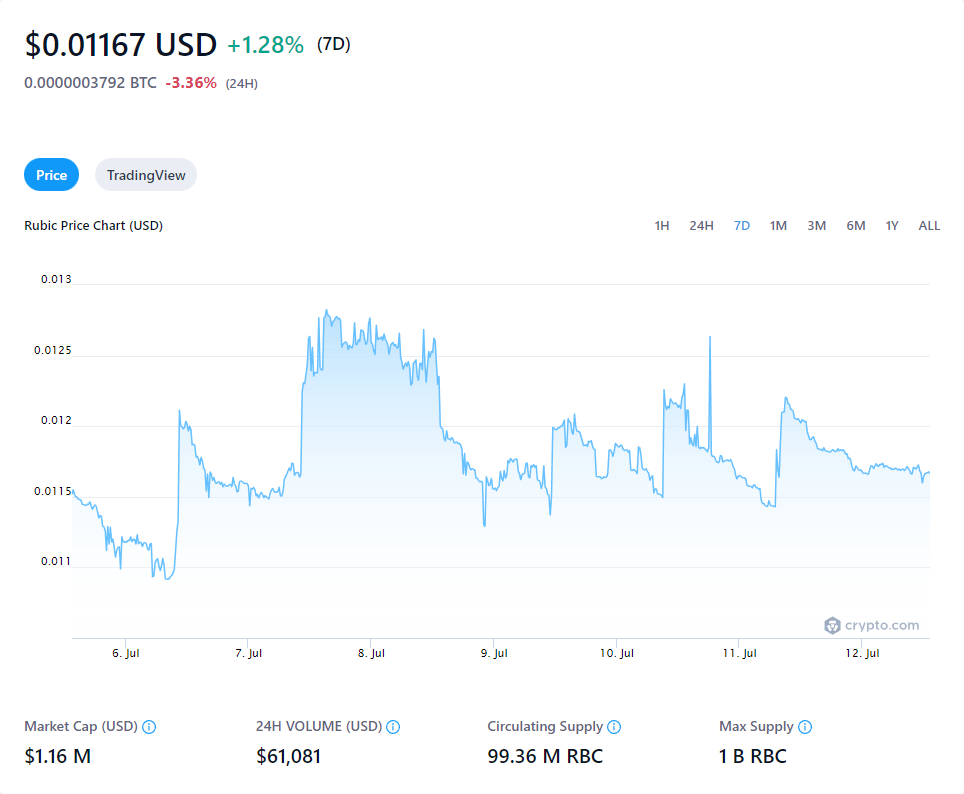 $0.01167 USD +1.28% (7D)
0.0000003792 BTC -3.36% (24H)
Price TradingView
Rubic Price Chart (USD) 1H 24H 7D 1M 3M 6M 1Y ALL
0.013
0.0125
0.012
0.0115
0.011
crypto.com
6. Jul 7. Jul 8. Jul 9. Jul 10. Jul 11. Jul 12. Jul
Market Cap (USD) 24H VOLUME (USD) Circulating Supply Max Supply
$1.16 M $61,081 99.36 M RBC 1 B RBC